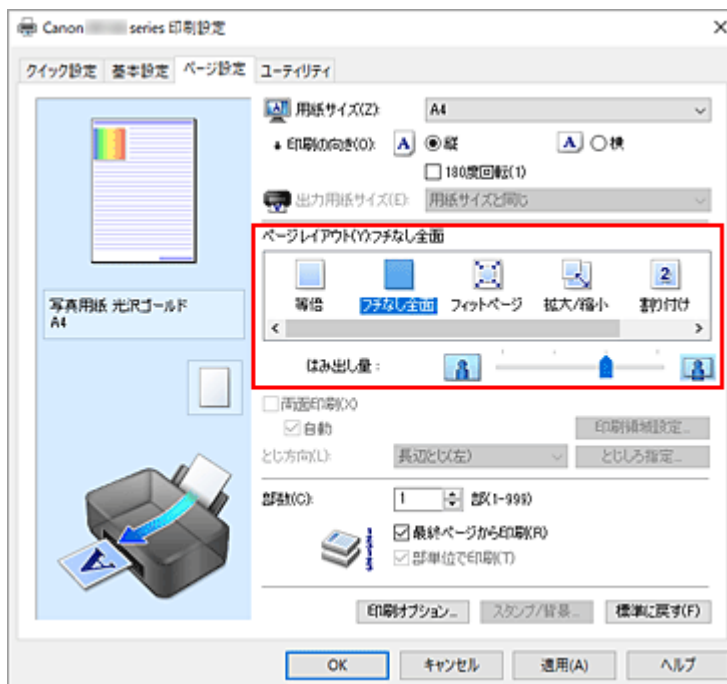 Canon series 印刷設定
クイック設定 基本設定 ページ設定 ユーティリティ
用紙サイズ(Z): A4
印刷の向き(O): A 縦 A 横
180度回転(1)
出力用紙サイズ(E): 用紙サイズと同じ
ページレイアウト(Y):フチなし全面
等倍 フチなし全面 フィットページ 拡大/縮小 2 割り付け
写真用紙 光沢ゴールド
A4
はみ出し量:
両面印刷(X)
自動 印刷領域設定...
とじ方向(L): 長辺とじ(左) とじしろ指定...
部数(C): 1 部(1-999)
最終ページから印刷(R)
部単位で印刷(T)
印刷オプション... スタンプ/背景... 標準に戻す(F)
OK キャンセル 適用(A) ヘルプ